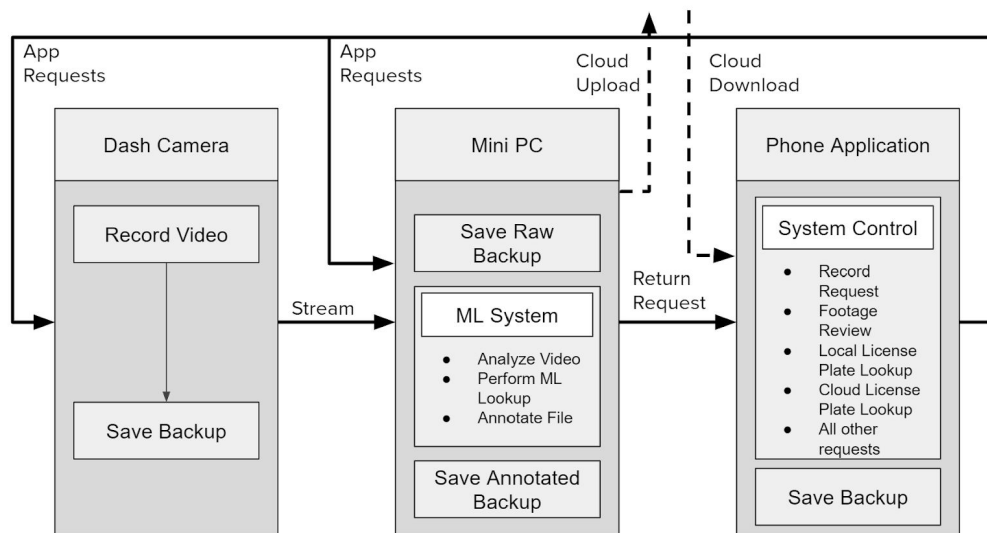 App
Requests
App
Requests
Cloud
Upload
Cloud
Download
Dash Camera
Record Video
Save Backup
Stream
Mini PC
Save Raw
Backup
ML System
● Analyze Video
● Perform ML
Lookup
● Annotate File
Save Annotated
Backup
Return
Request
Phone Application
System Control
● Record
Request
● Footage
Review
● Local License
Plate Lookup
● Cloud License
Plate Lookup
● All other
requests
Save Backup